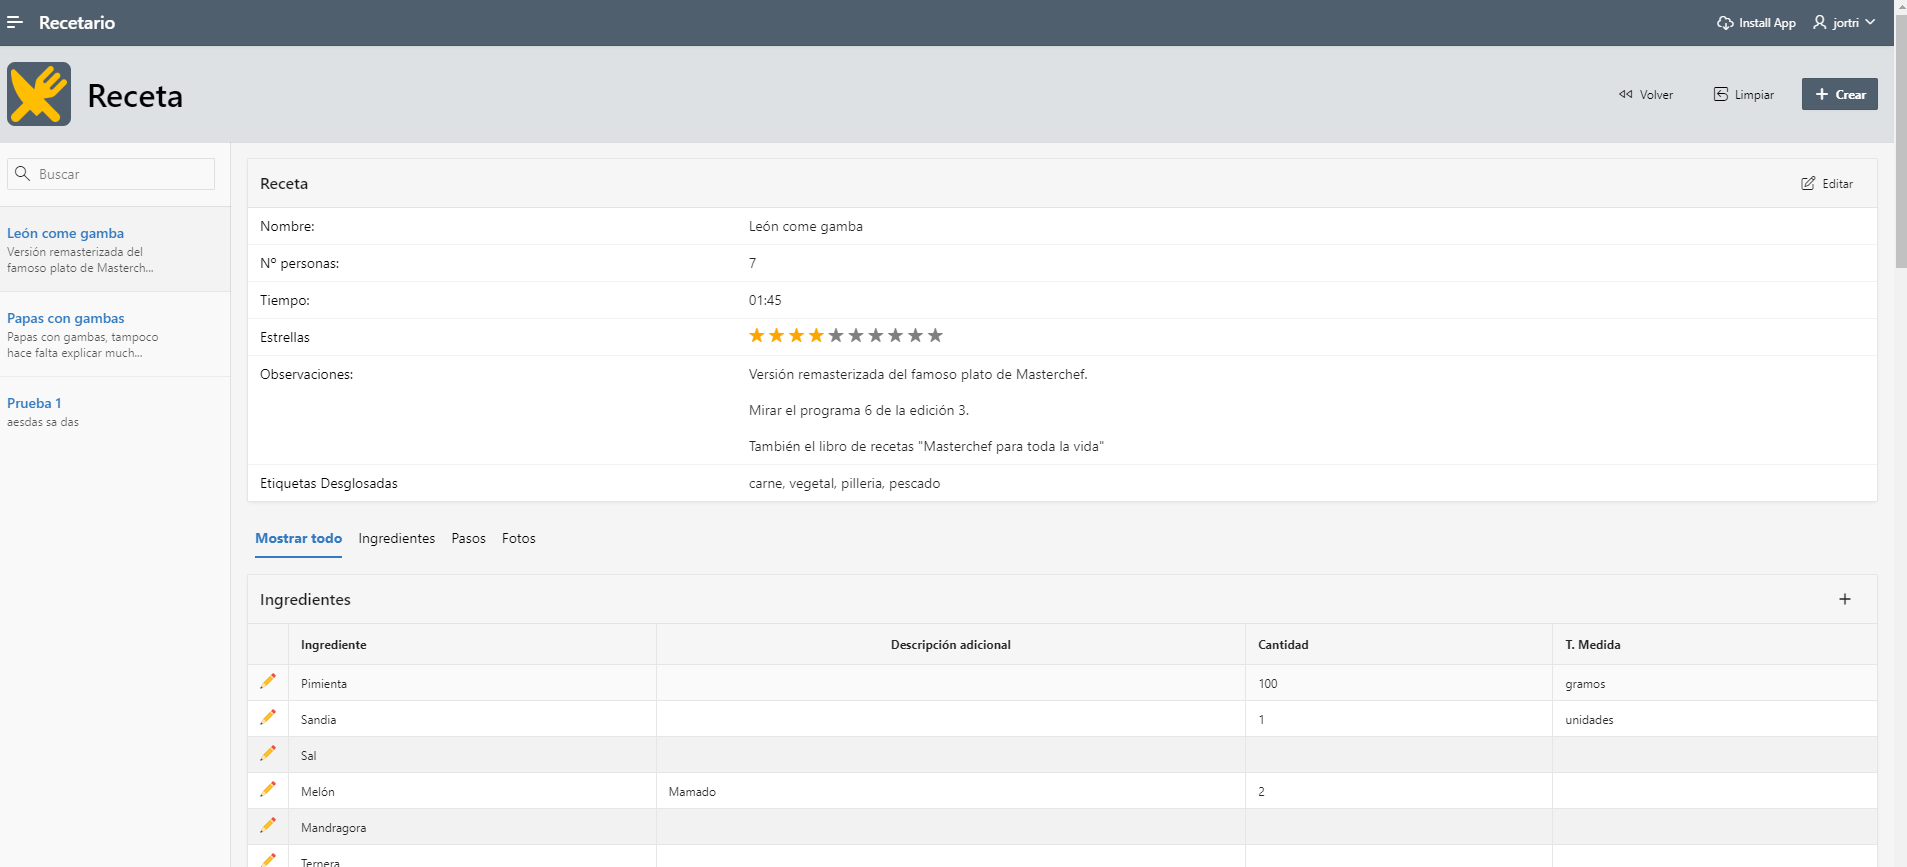 Recetario
Install App
jortri
Receta
Volver
Limpiar
Crear
Buscar
León come gamba
Versión remasterizada del
famoso plato de Masterch...
Papas con gambas
Papas con gambas, tampoco
hace falta explicar much...
Prueba 1
aesdas sa das
Receta
Editar
Nombre: León come gamba
Nº personas: 7
Tiempo: 01:45
Estrellas
Observaciones: Versión remasterizada del famoso plato de Masterchef.
Mirar el programa 6 de la edición 3.
También el libro de recetas "Masterchef para toda la vida"
Etiquetas Desglosadas carne, vegetal, pilleria, pescado
Mostrar todo Ingredientes Pasos Fotos
Ingredientes
Ingrediente Descripción adicional Cantidad T. Medida
Pimienta 100 gramos
Sandia 1 unidades
Sal
Melón Mamado 2
Mandragora
Ternera